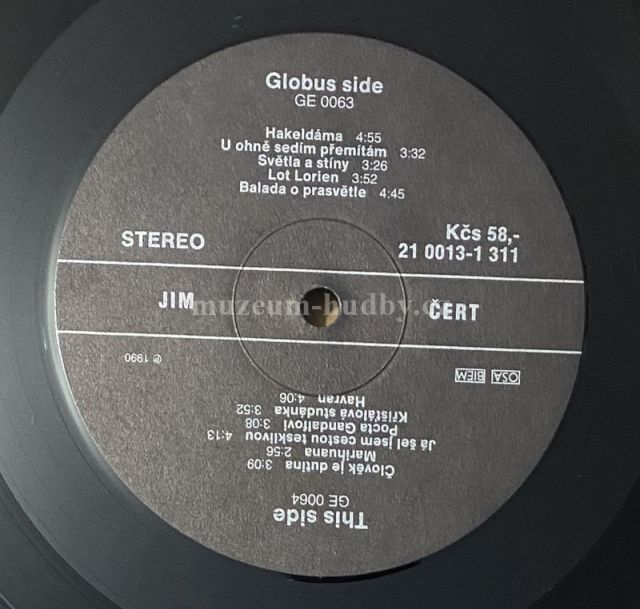 Globus side
GE 0063
Hakeldáma 4:55
U ohně sedím přemítám 3:32
Světla a stíny 3:26
Lot Lorien 3:52
Balada o prasvětle 4:45
STEREO
Kčs 58,-
21 0013-1 311
JIM ČERT
muzeum-hudby.c
℗ 1990
OSA BIEM
This side
GE 0064
Člověk je dutina 3:09
Marihuana 2:56
Já šel jsem cestou tesklivou 4:13
Pocta Gandalfovi 3:08
Křišťálová studánka 3:52
Havran 4:06